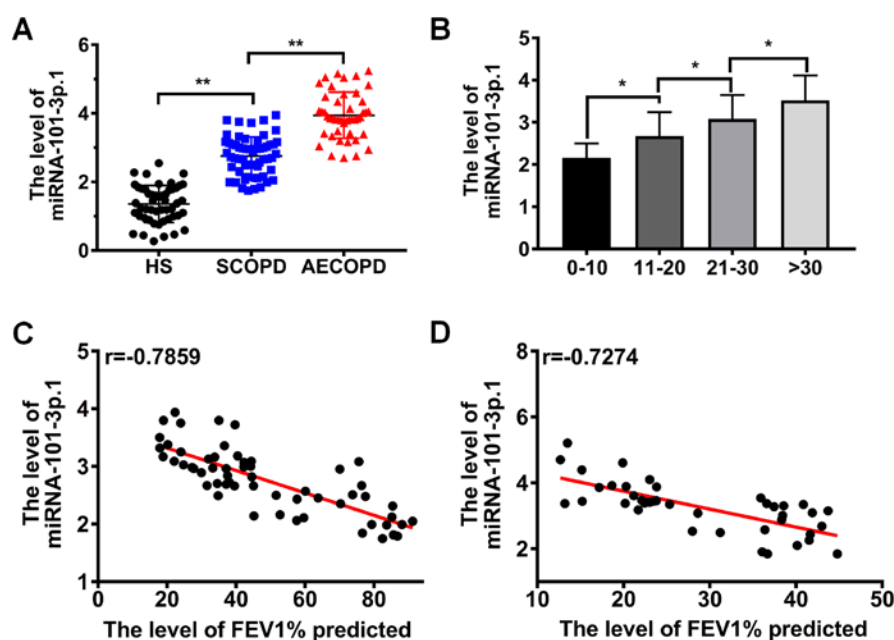 A
The level of
miRNA-101-3p.1
6
4
2
0
**
**
HS SCOPD AECOPD
B
The level of
miRNA-101-3p.1
5
4
3
2
1
0
*
*
*
0-10 11-20 21-30 >30
C
r=-0.7859
The level of
miRNA-101-3p.1
5
4
3
2
1
0 20 40 60 80
The level of FEV1% predicted
D
r=-0.7274
The level of
miRNA-101-3p.1
8
6
4
2
10 20 30 40 50
The level of FEV1% predicted